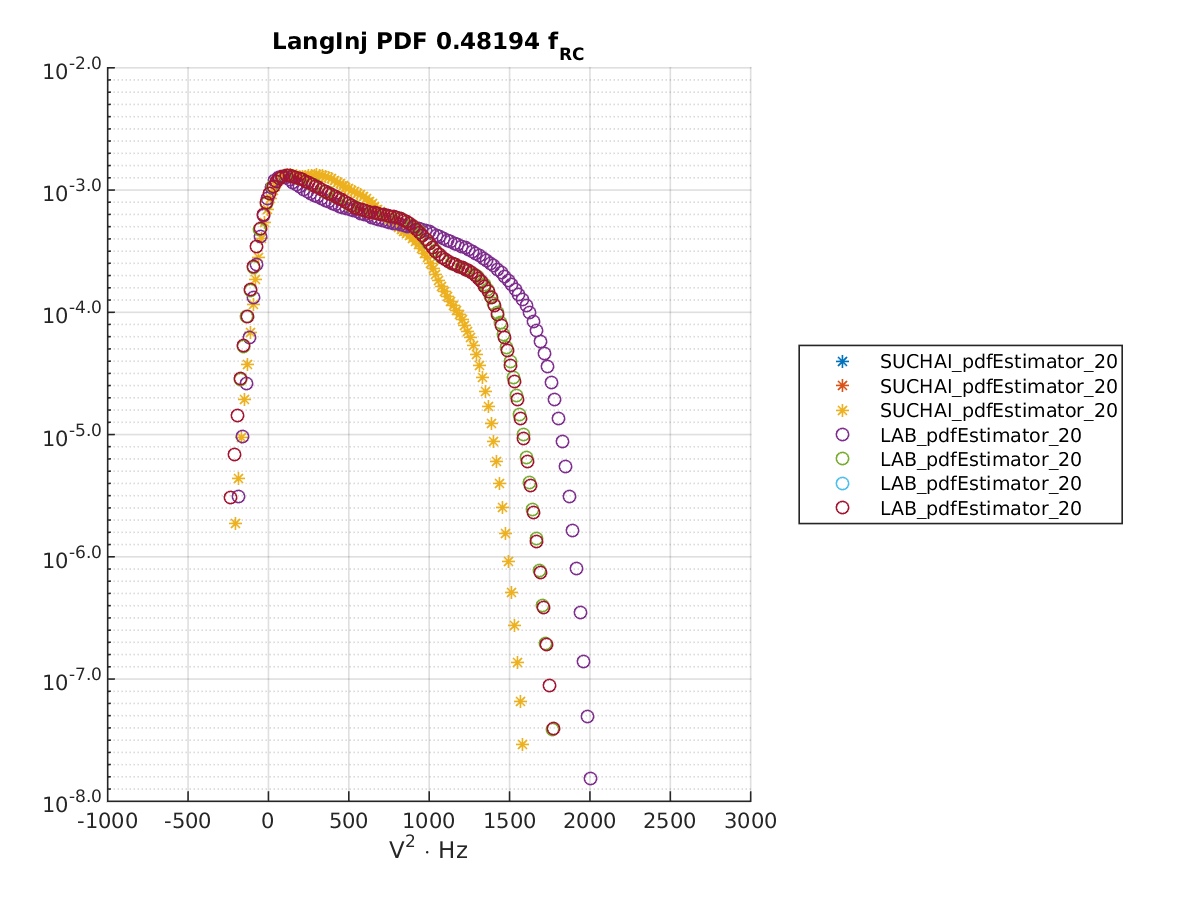 LangInj PDF 0.48194 f_RC
10^-2.0
10^-3.0
10^-4.0
10^-5.0
10^-6.0
10^-7.0
10^-8.0
-1000 -500 0 500 1000 1500 2000 2500 3000
V² · Hz
SUCHAI_pdfEstimator_20
SUCHAI_pdfEstimator_20
SUCHAI_pdfEstimator_20
LAB_pdfEstimator_20
LAB_pdfEstimator_20
LAB_pdfEstimator_20
LAB_pdfEstimator_20